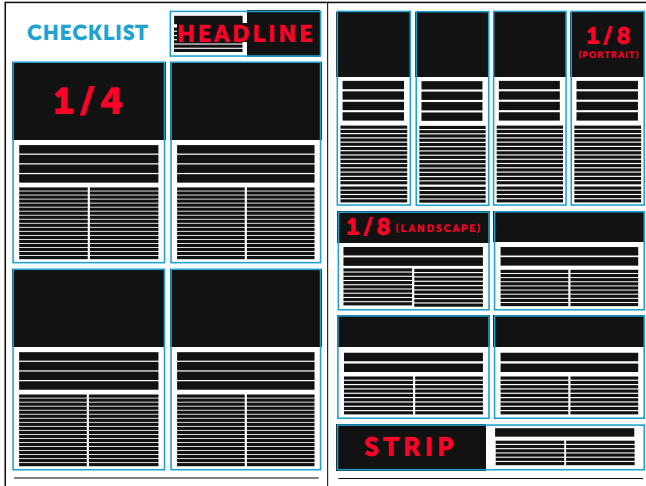 CHECKLIST
HEADLINE
1/4
1/8
(PORTRAIT)
1/8 (LANDSCAPE)
STRIP